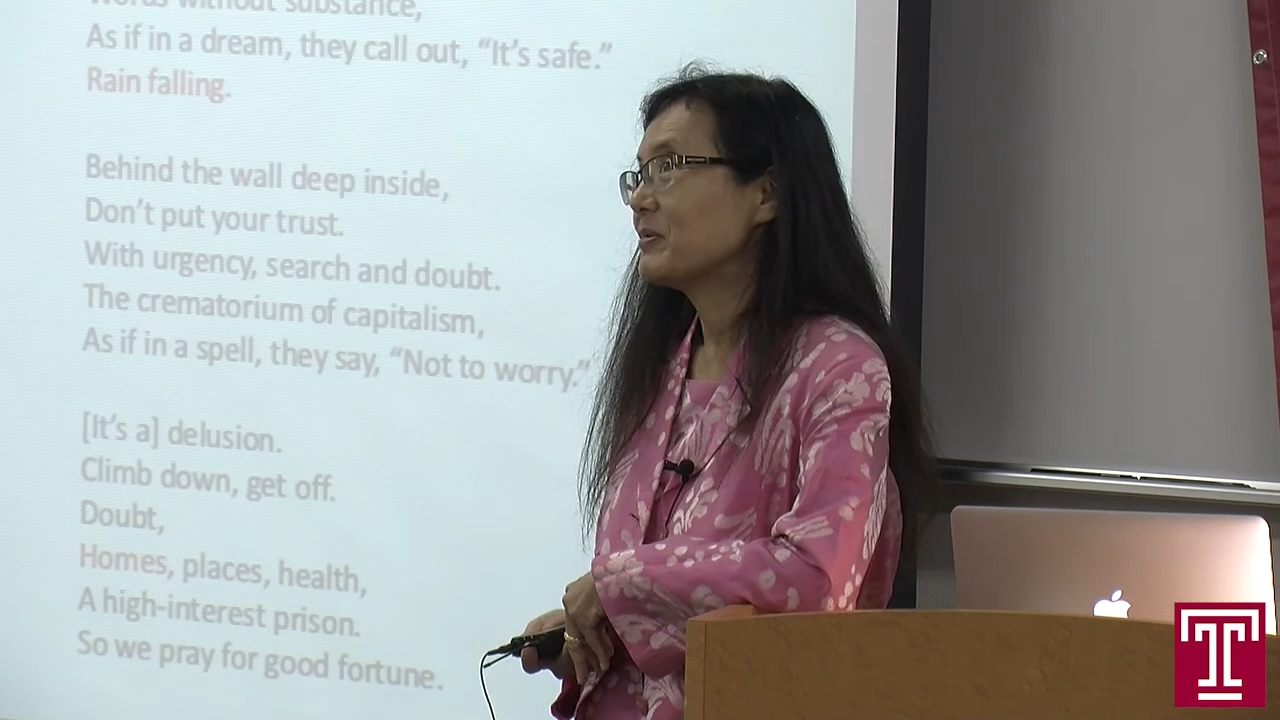 Words without substance,
As if in a dream, they call out, “It’s safe.”
Rain falling.
Behind the wall deep inside,
Don’t put your trust.
With urgency, search and doubt.
The crematorium of capitalism,
As if in a spell, they say, “Not to worry.”
[It’s a] delusion.
Climb down, get off.
Doubt,
Homes, places, health,
A high-interest prison.
So we pray for good fortune.
T